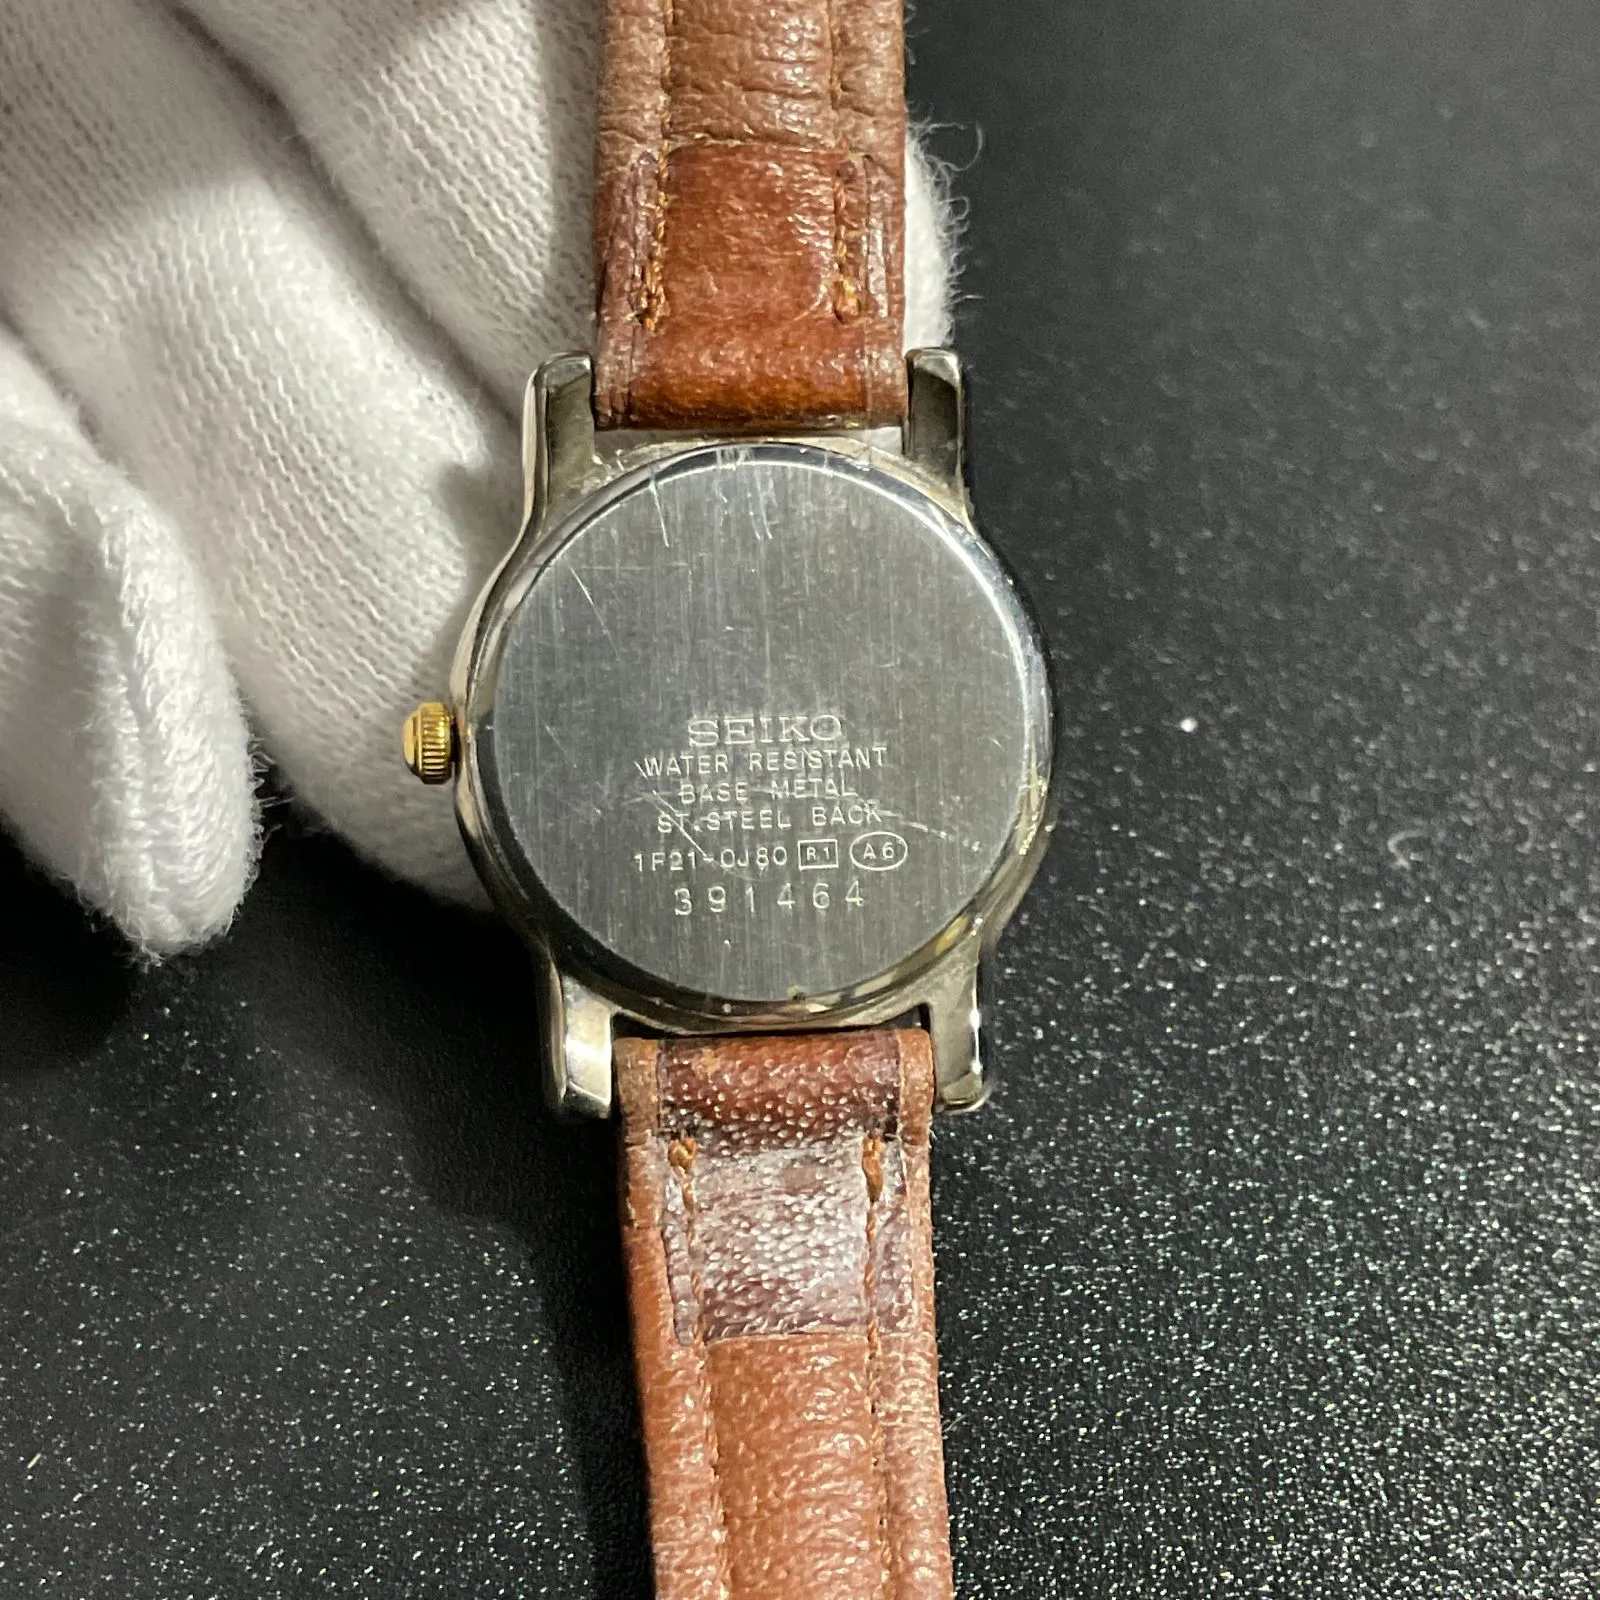 SEIKO
WATER RESISTANT
BASE METAL
ST.STEEL BACK
1F21-0J80 R1 A6
391464